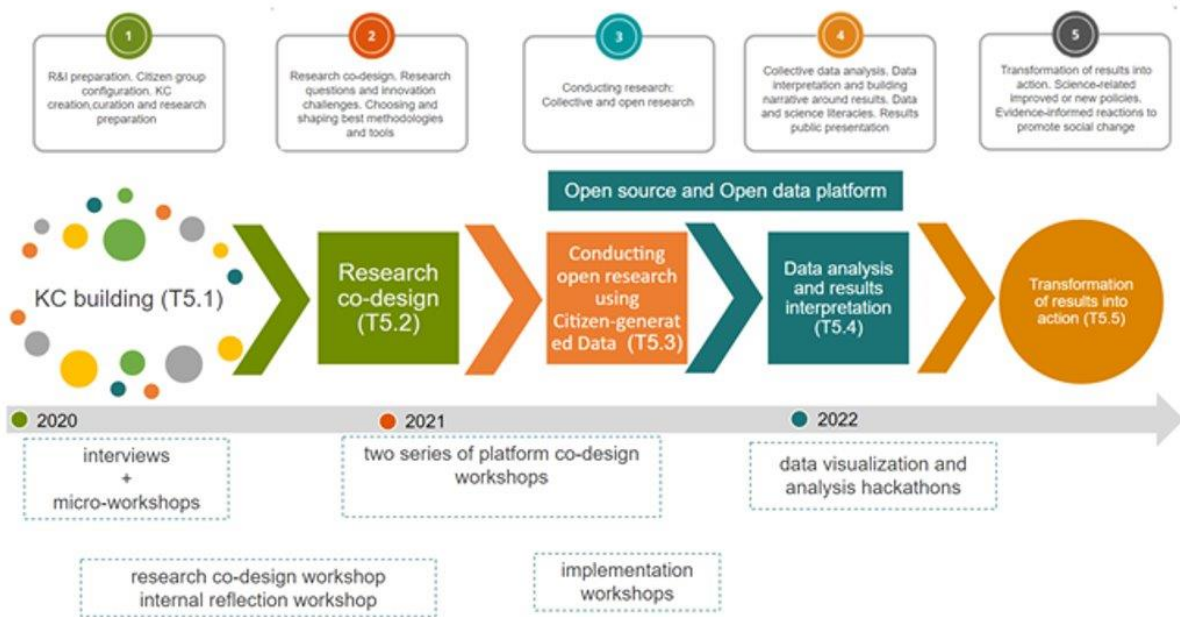 1
R&I preparation. Citizen group
configuration. KC
creation,curation and research
preparation
2
Research co-design. Research
questions and innovation
challenges. Choosing and
shaping best methodologies
and tools
3
Conducting research:
Collective and open research
4
Collective data analysis. Data
interpretation and building
narrative around results. Data
and science literacies. Results
public presentation
5
Transformation of results into
action. Science-related
improved or new policies.
Evidence-informed reactions to
promote social change
Open source and Open data platform
KC building (T5.1)
Research
co-design
(T5.2)
Conducting
open research
using
Citizen-generat
ed Data (T5.3)
Data analysis
and results
interpretation
(T5.4)
Transformation
of results into
action (T5.5)
2020
2021
2022
interviews
+
micro-workshops
two series of platform co-design
workshops
data visualization and
analysis hackathons
research co-design workshop
internal reflection workshop
implementation
workshops